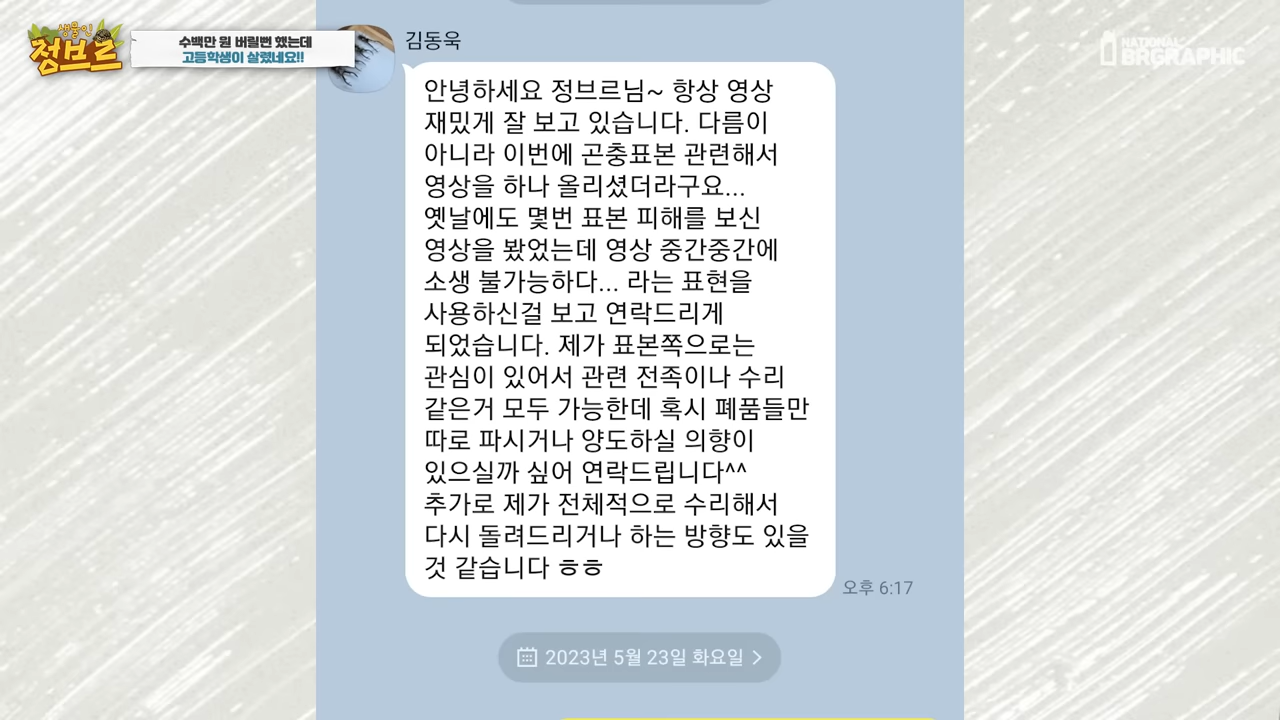 생물인
정브르
수백만 원 버릴뻔 했는데
고등학생이 살렸네요!!
NATIONAL
BRGRAPHIC
김동욱
안녕하세요 정브르님~ 항상 영상
재밌게 잘 보고 있습니다. 다름이
아니라 이번에 곤충표본 관련해서
영상을 하나 올리셨더라구요...
옛날에도 몇번 표본 피해를 보신
영상을 봤었는데 영상 중간중간에
소생 불가능하다... 라는 표현을
사용하신걸 보고 연락드리게
되었습니다. 제가 표본쪽으로는
관심이 있어서 관련 전족이나 수리
같은거 모두 가능한데 혹시 폐품들만
따로 파시거나 양도하실 의향이
있으실까 싶어 연락드립니다^^
추가로 제가 전체적으로 수리해서
다시 돌려드리거나 하는 방향도 있을
것 같습니다 ㅎㅎ
오후 6:17
2023년 5월 23일 화요일